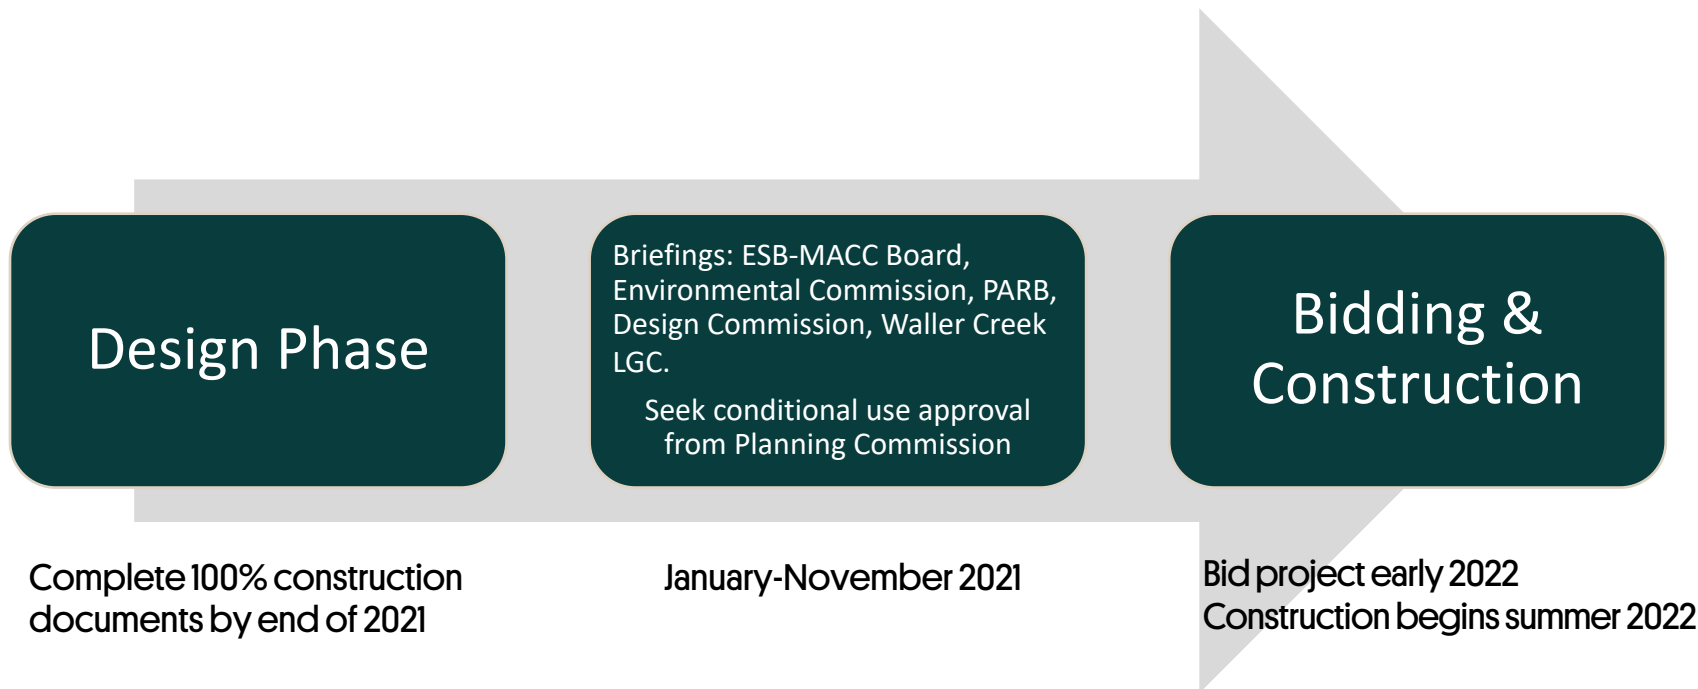 Design Phase
Briefings: ESB-MACC Board,
Environmental Commission, PARB,
Design Commission, Waller Creek
LGC.
Seek conditional use approval
from Planning Commission
Bidding &
Construction
Complete 100% construction
documents by end of 2021
January-November 2021
Bid project early 2022
Construction begins summer 2022